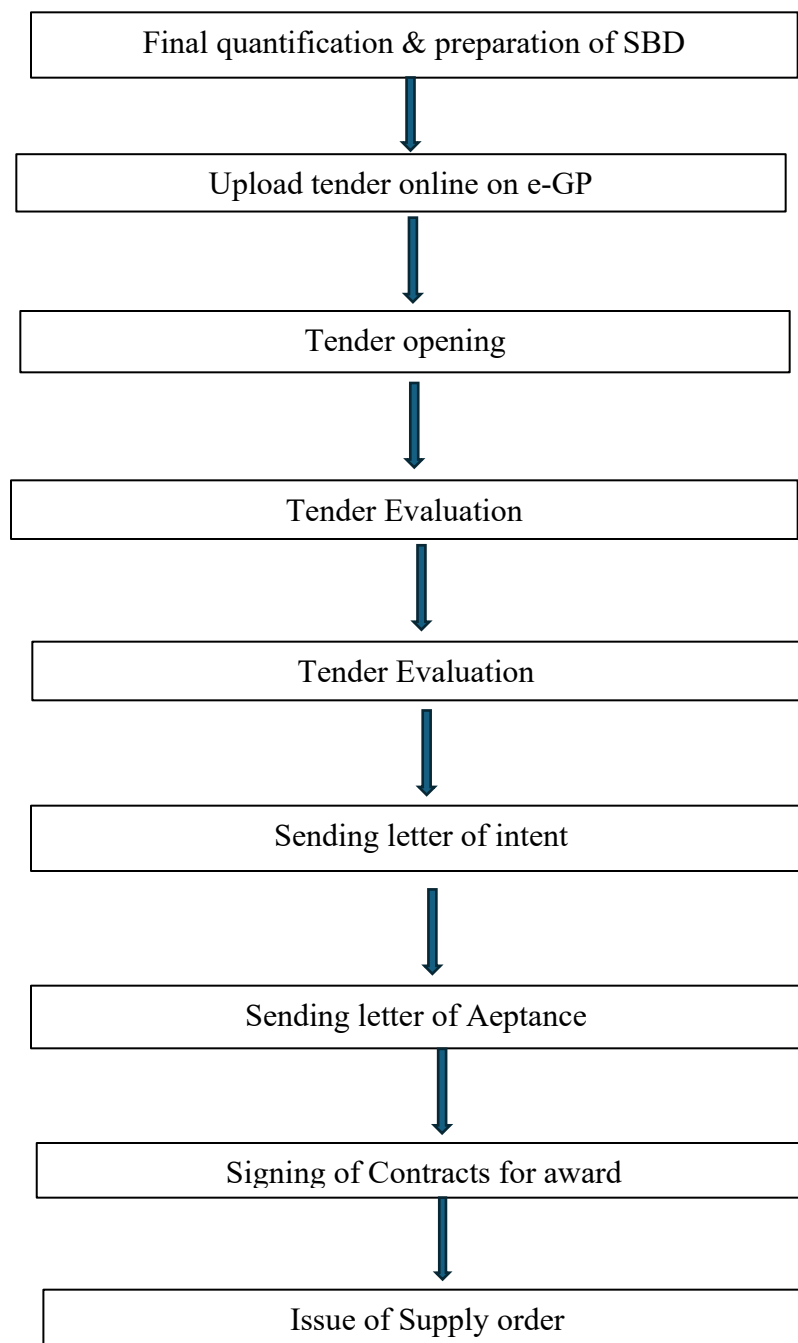 Final quantification & preparation of SBD
Upload tender online on e-GP
Tender opening
Tender Evaluation
Tender Evaluation
Sending letter of intent
Sending letter of Aeptance
Signing of Contracts for award
Issue of Supply order